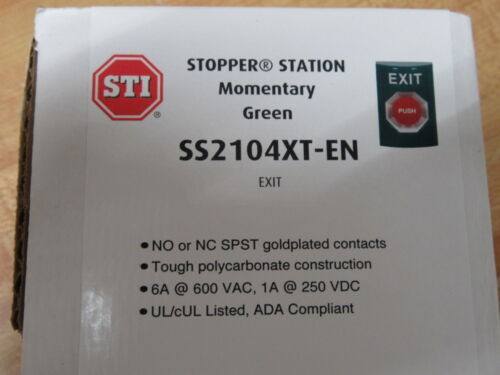 STI
®
STOPPER® STATION
Momentary
Green
EXIT
PUSH
SS2104XT-EN
EXIT
• NO or NC SPST goldplated contacts
• Tough polycarbonate construction
• 6A @ 600 VAC, 1A @ 250 VDC
• UL/cUL Listed, ADA Compliant